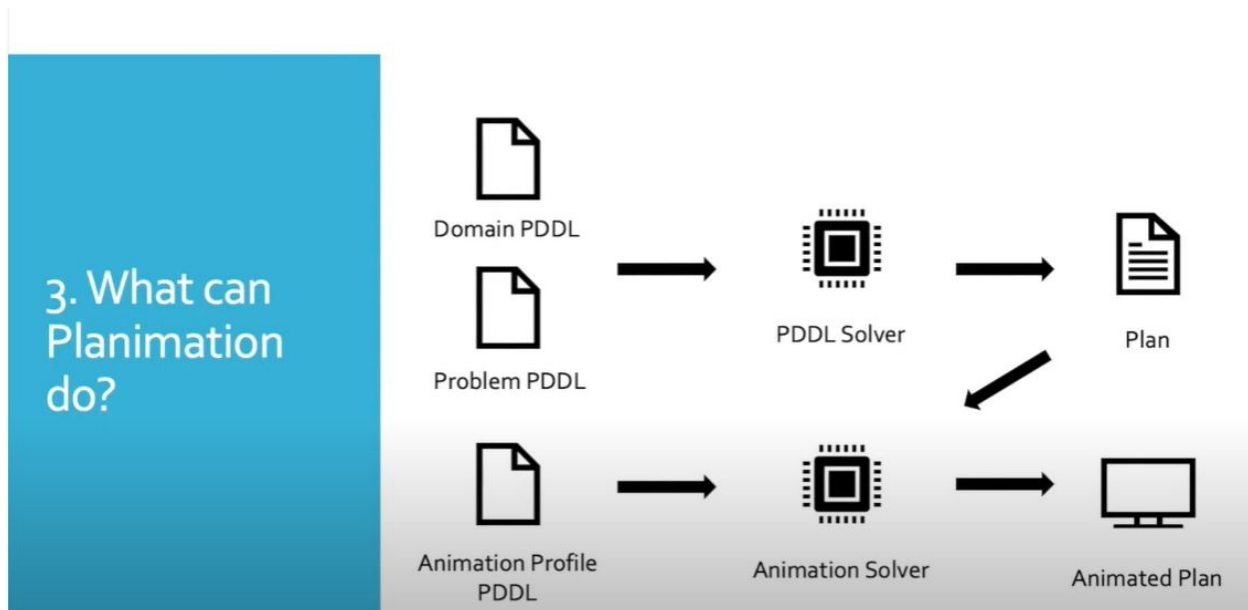 3. What can
Planimation
do?
Domain PDDL
Problem PDDL
PDDL Solver
Plan
Animation Profile
PDDL
Animation Solver
Animated Plan